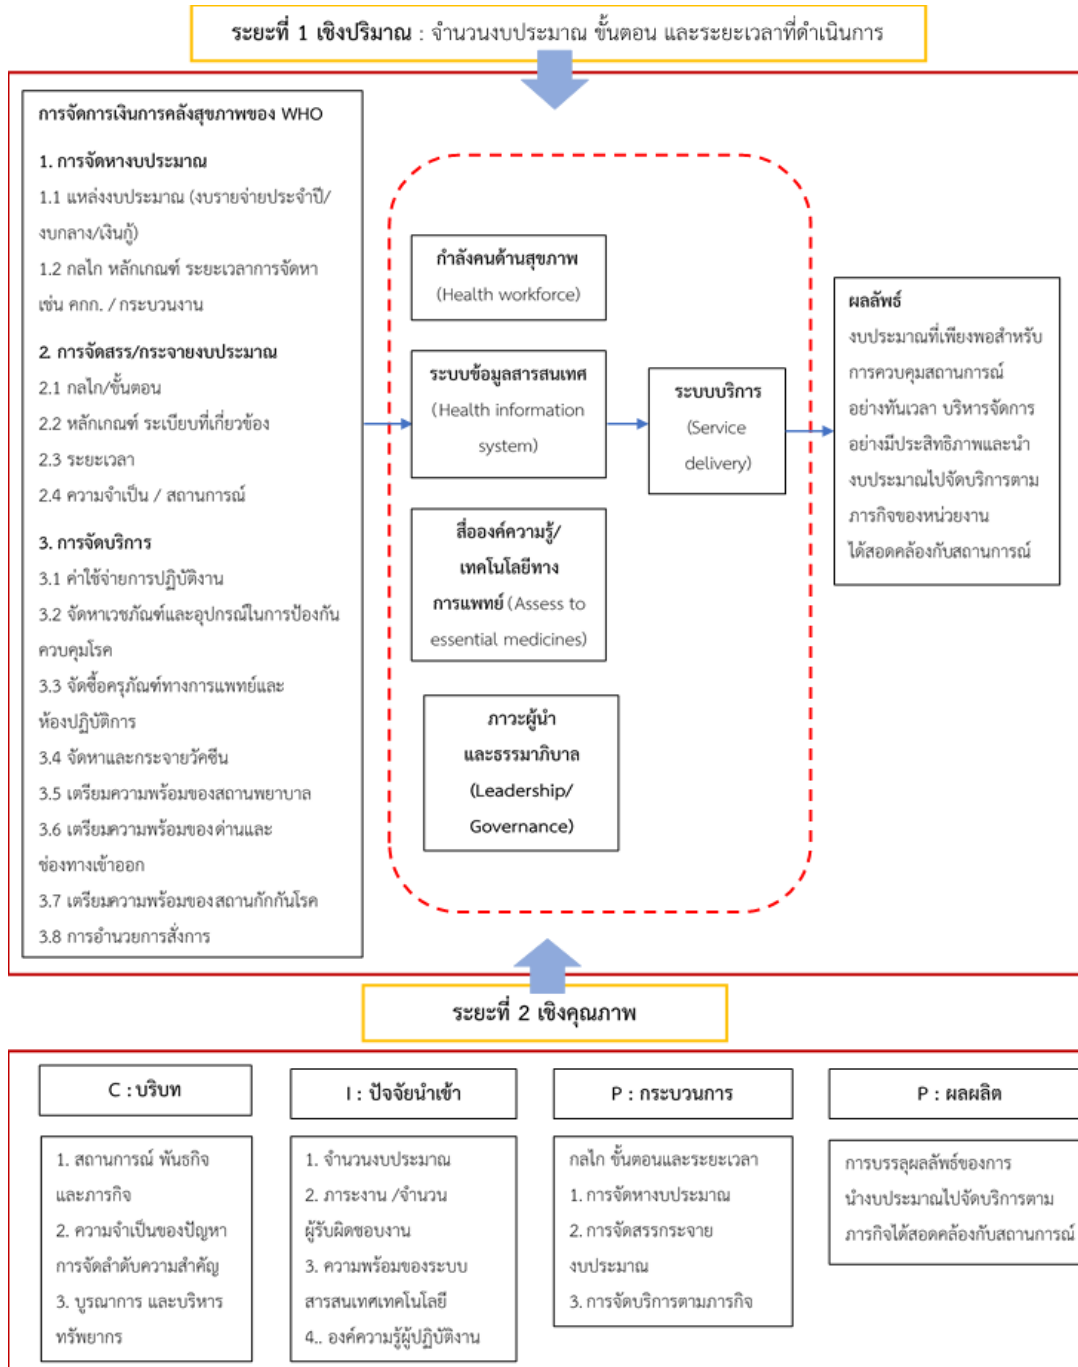 ระยะที่ 1 เชิงปริมาณ : จำนวนงบประมาณ ขั้นตอน และระยะเวลาที่ดำเนินการ
การจัดการเงินการคลังสุขภาพของ WHO
1. การจัดหางบประมาณ
1.1 แหล่งงบประมาณ (งบรายจ่ายประจำปี/
งบกลาง/เงินกู้)
1.2 กลไก หลักเกณฑ์ ระยะเวลาการจัดหา
เช่น คกก. / กระบวนงาน
2. การจัดสรร/กระจายงบประมาณ
2.1 กลไก/ขั้นตอน
2.2 หลักเกณฑ์ ระเบียบที่เกี่ยวข้อง
2.3 ระยะเวลา
2.4 ความจำเป็น / สถานการณ์
3. การจัดบริการ
3.1 ค่าใช้จ่ายการปฏิบัติงาน
3.2 จัดหาเวชภัณฑ์และอุปกรณ์ในการป้องกัน
ควบคุมโรค
3.3 จัดซื้อครุภัณฑ์ทางการแพทย์และ
ห้องปฏิบัติการ
3.4 จัดหาและกระจายวัคซีน
3.5 เตรียมความพร้อมของสถานพยาบาล
3.6 เตรียมความพร้อมของด่านและ
ช่องทางเข้าออก
3.7 เตรียมความพร้อมของสถานกักกันโรค
3.8 การอำนวยการสั่งการ
กำลังคนด้านสุขภาพ
(Health workforce)
ระบบข้อมูลสารสนเทศ
(Health information
system)
สื่อองค์ความรู้/
เทคโนโลยีทาง
การแพทย์ (Assess to
essential medicines)
ภาวะผู้นำ
และธรรมาภิบาล
(Leadership/
Governance)
ระบบบริการ
(Service
delivery)
ผลลัพธ์
งบประมาณที่เพียงพอสำหรับ
การควบคุมสถานการณ์
อย่างทันเวลา บริหารจัดการ
อย่างมีประสิทธิภาพและนำ
งบประมาณไปจัดบริการตาม
ภารกิจของหน่วยงาน
ได้สอดคล้องกับสถานการณ์
ระยะที่ 2 เชิงคุณภาพ
C : บริบท
1. สถานการณ์ พันธกิจ
และภารกิจ
2. ความจำเป็นของปัญหา
การจัดลำดับความสำคัญ
3. บูรณาการ และบริหาร
ทรัพยากร
I : ปัจจัยนำเข้า
1. จำนวนงบประมาณ
2. ภาระงาน /จำนวน
ผู้รับผิดชอบงาน
3. ความพร้อมของระบบ
สารสนเทศเทคโนโลยี
4.. องค์ความรู้ผู้ปฏิบัติงาน
P : กระบวนการ
กลไก ขั้นตอนและระยะเวลา
1. การจัดหางบประมาณ
2. การจัดสรรกระจาย
งบประมาณ
3. การจัดบริการตามภารกิจ
P : ผลผลิต
การบรรลุผลลัพธ์ของการ
นำงบประมาณไปจัดบริการตาม
ภารกิจได้สอดคล้องกับสถานการณ์